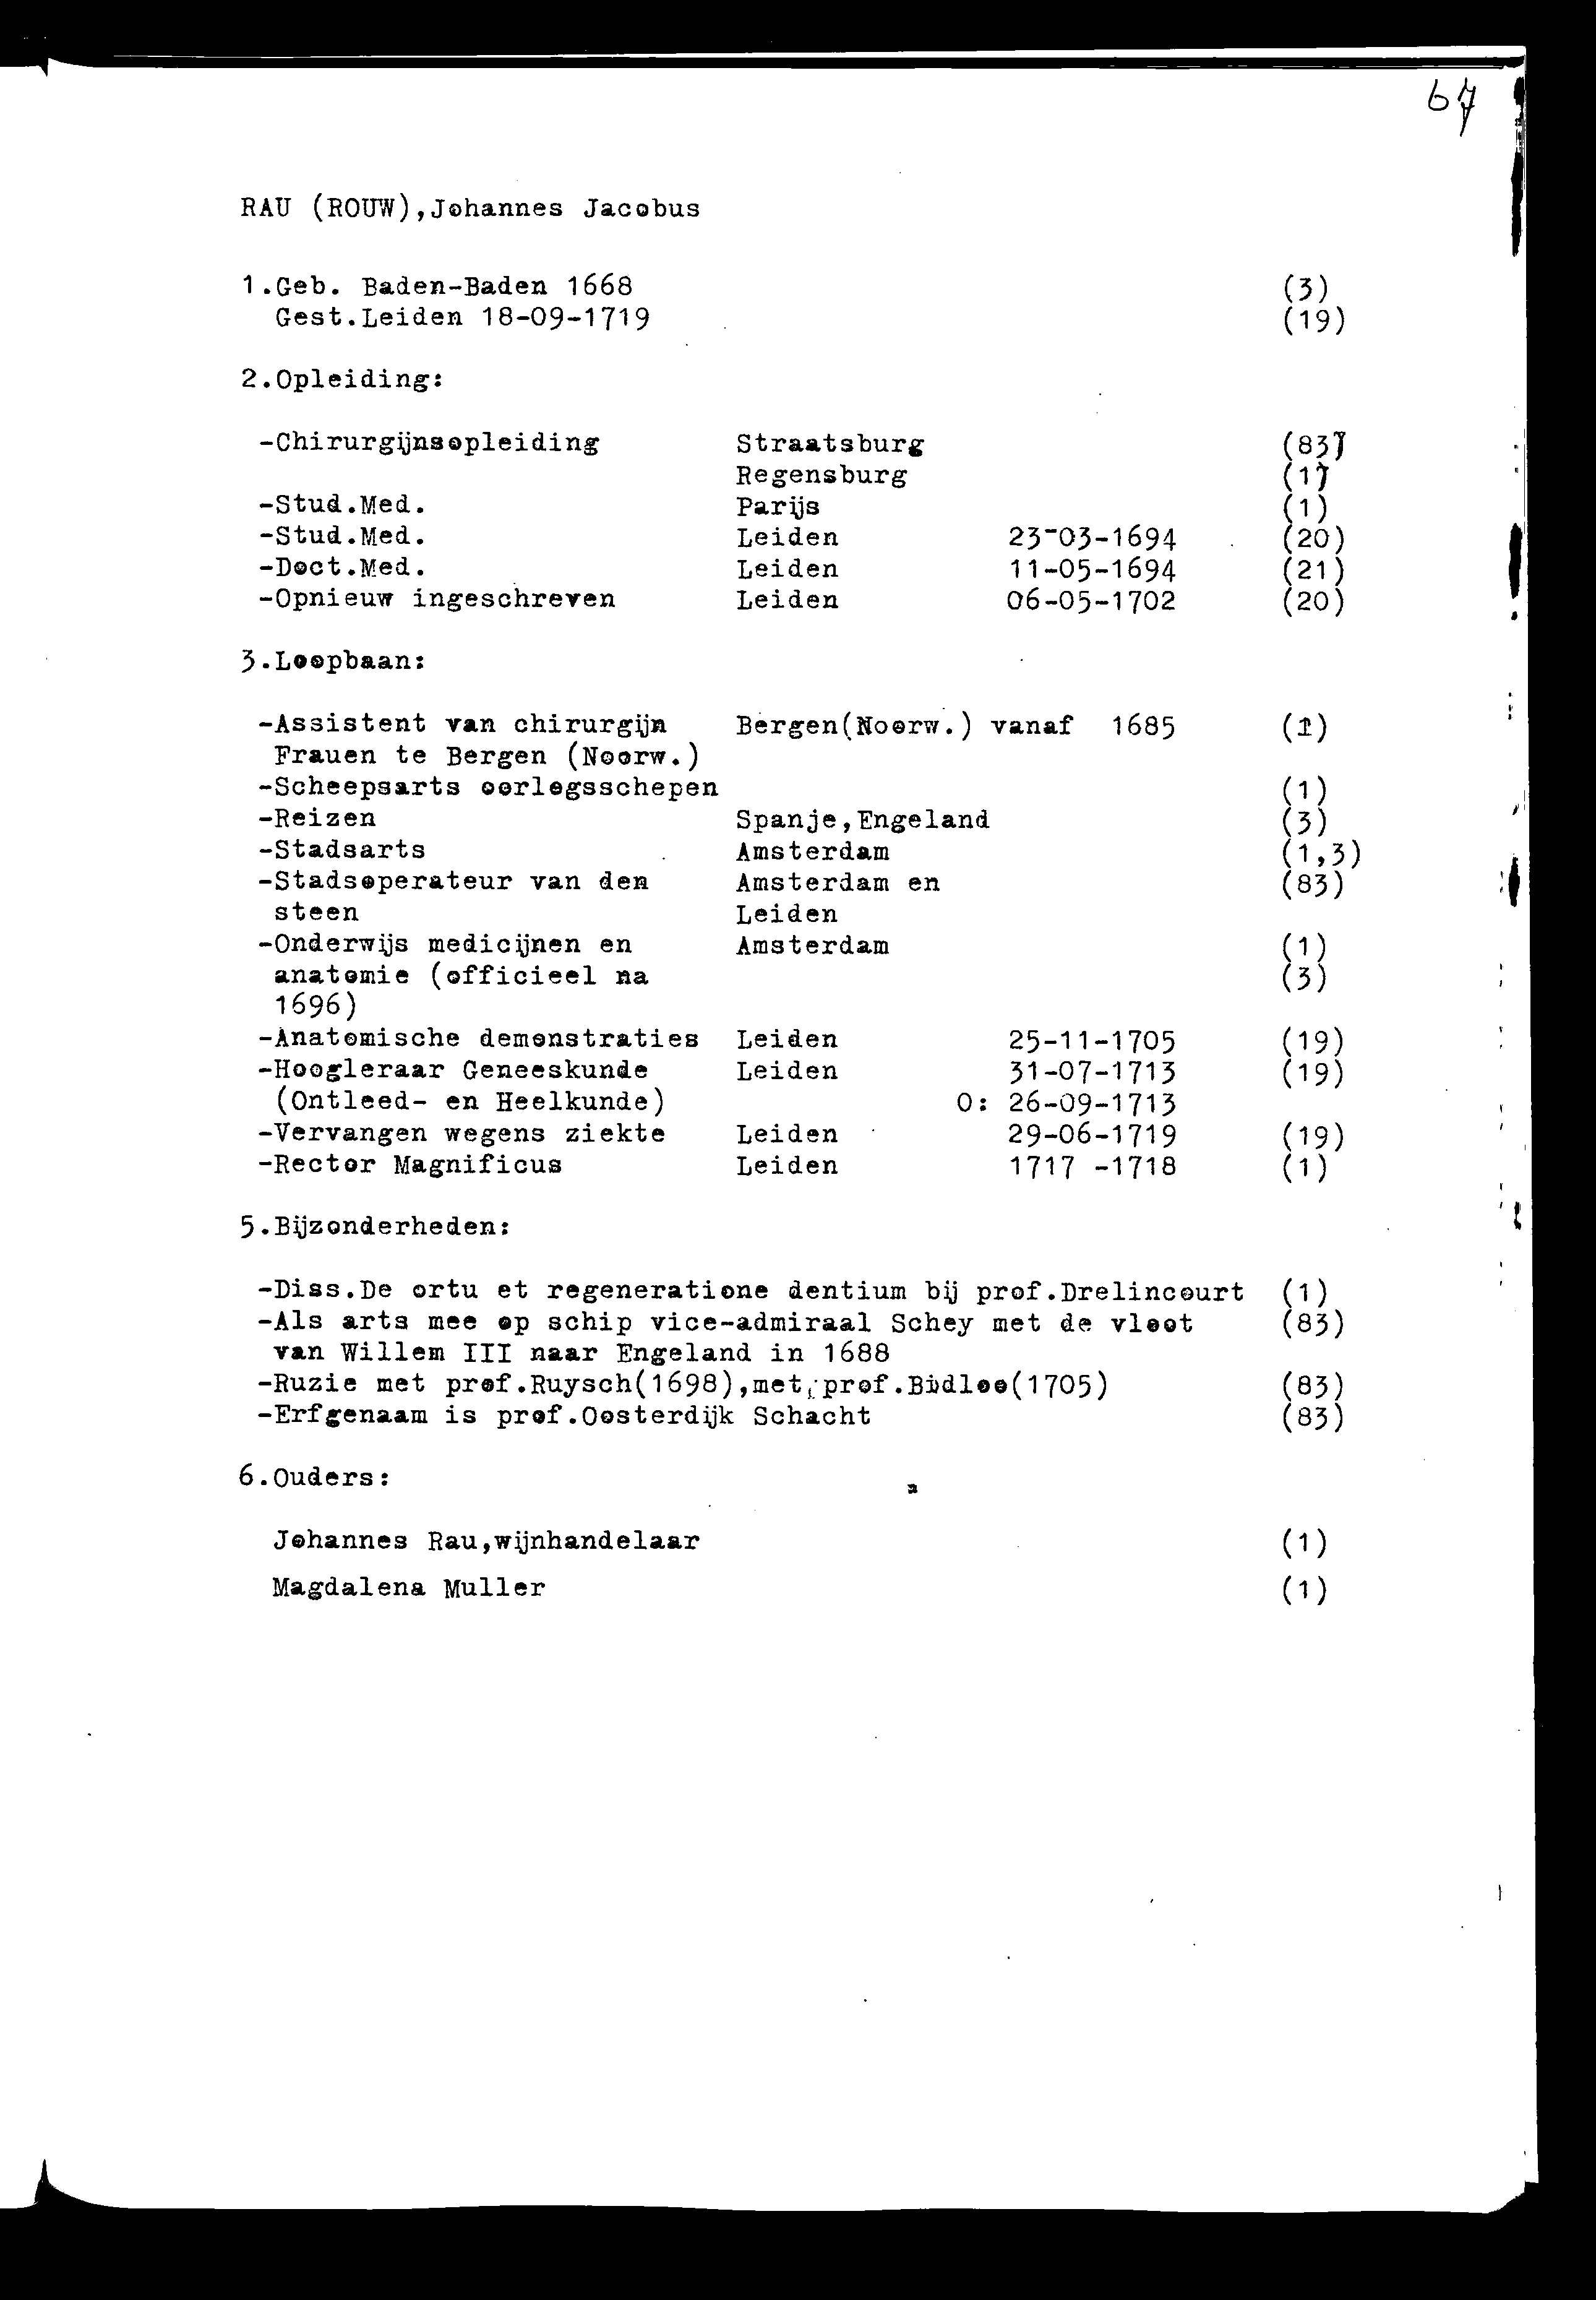 67
RAU (ROUW),Johannes Jacobus
1.Geb. Baden-Baden 1668 (3)
Gest.Leiden 18-09-1719 (19)
2.Opleiding:
-Chirurgijnsopleiding Straatsburg (83)
Regensburg (1)
-Stud.Med. Parijs (1)
-Stud.Med. Leiden 23-03-1694 (20)
-Doct.Med. Leiden 11-05-1694 (21)
-Opnieuw ingeschreven Leiden 06-05-1702 (20)
3.Loopbaan:
-Assistent van chirurgijn Bergen(Noorw.) vanaf 1685 (1)
Frauen te Bergen (Noorw.)
-Scheepsarts oorlogsschepen (1)
-Reizen Spanje,Engeland (3)
-Stadsarts Amsterdam (1,3)
-Stadsoperateur van den Amsterdam en (83)
steen Leiden
-Onderwijs medicijnen en Amsterdam (1)
anatomie (officieel na (3)
1696)
-Anatomische demonstraties Leiden 25-11-1705 (19)
-Hoogleraar Geneeskunde Leiden 31-07-1713 (19)
(Ontleed- en Heelkunde) O: 26-09-1713
-Vervangen wegens ziekte Leiden 29-06-1719 (19)
-Rector Magnificus Leiden 1717 -1718 (1)
5.Bijzonderheden:
-Diss.De ortu et regeneratione dentium bij prof.Drelincourt (1)
-Als arts mee op schip vice-admiraal Schey met de vloot (83)
van Willem III naar Engeland in 1688
-Ruzie met prof.Ruysch(1698),met prof.Bidloo(1705) (83)
-Erfgenaam is prof.Oosterdijk Schacht (83)
6.Ouders:
Johannes Rau,wijnhandelaar (1)
Magdalena Muller (1)